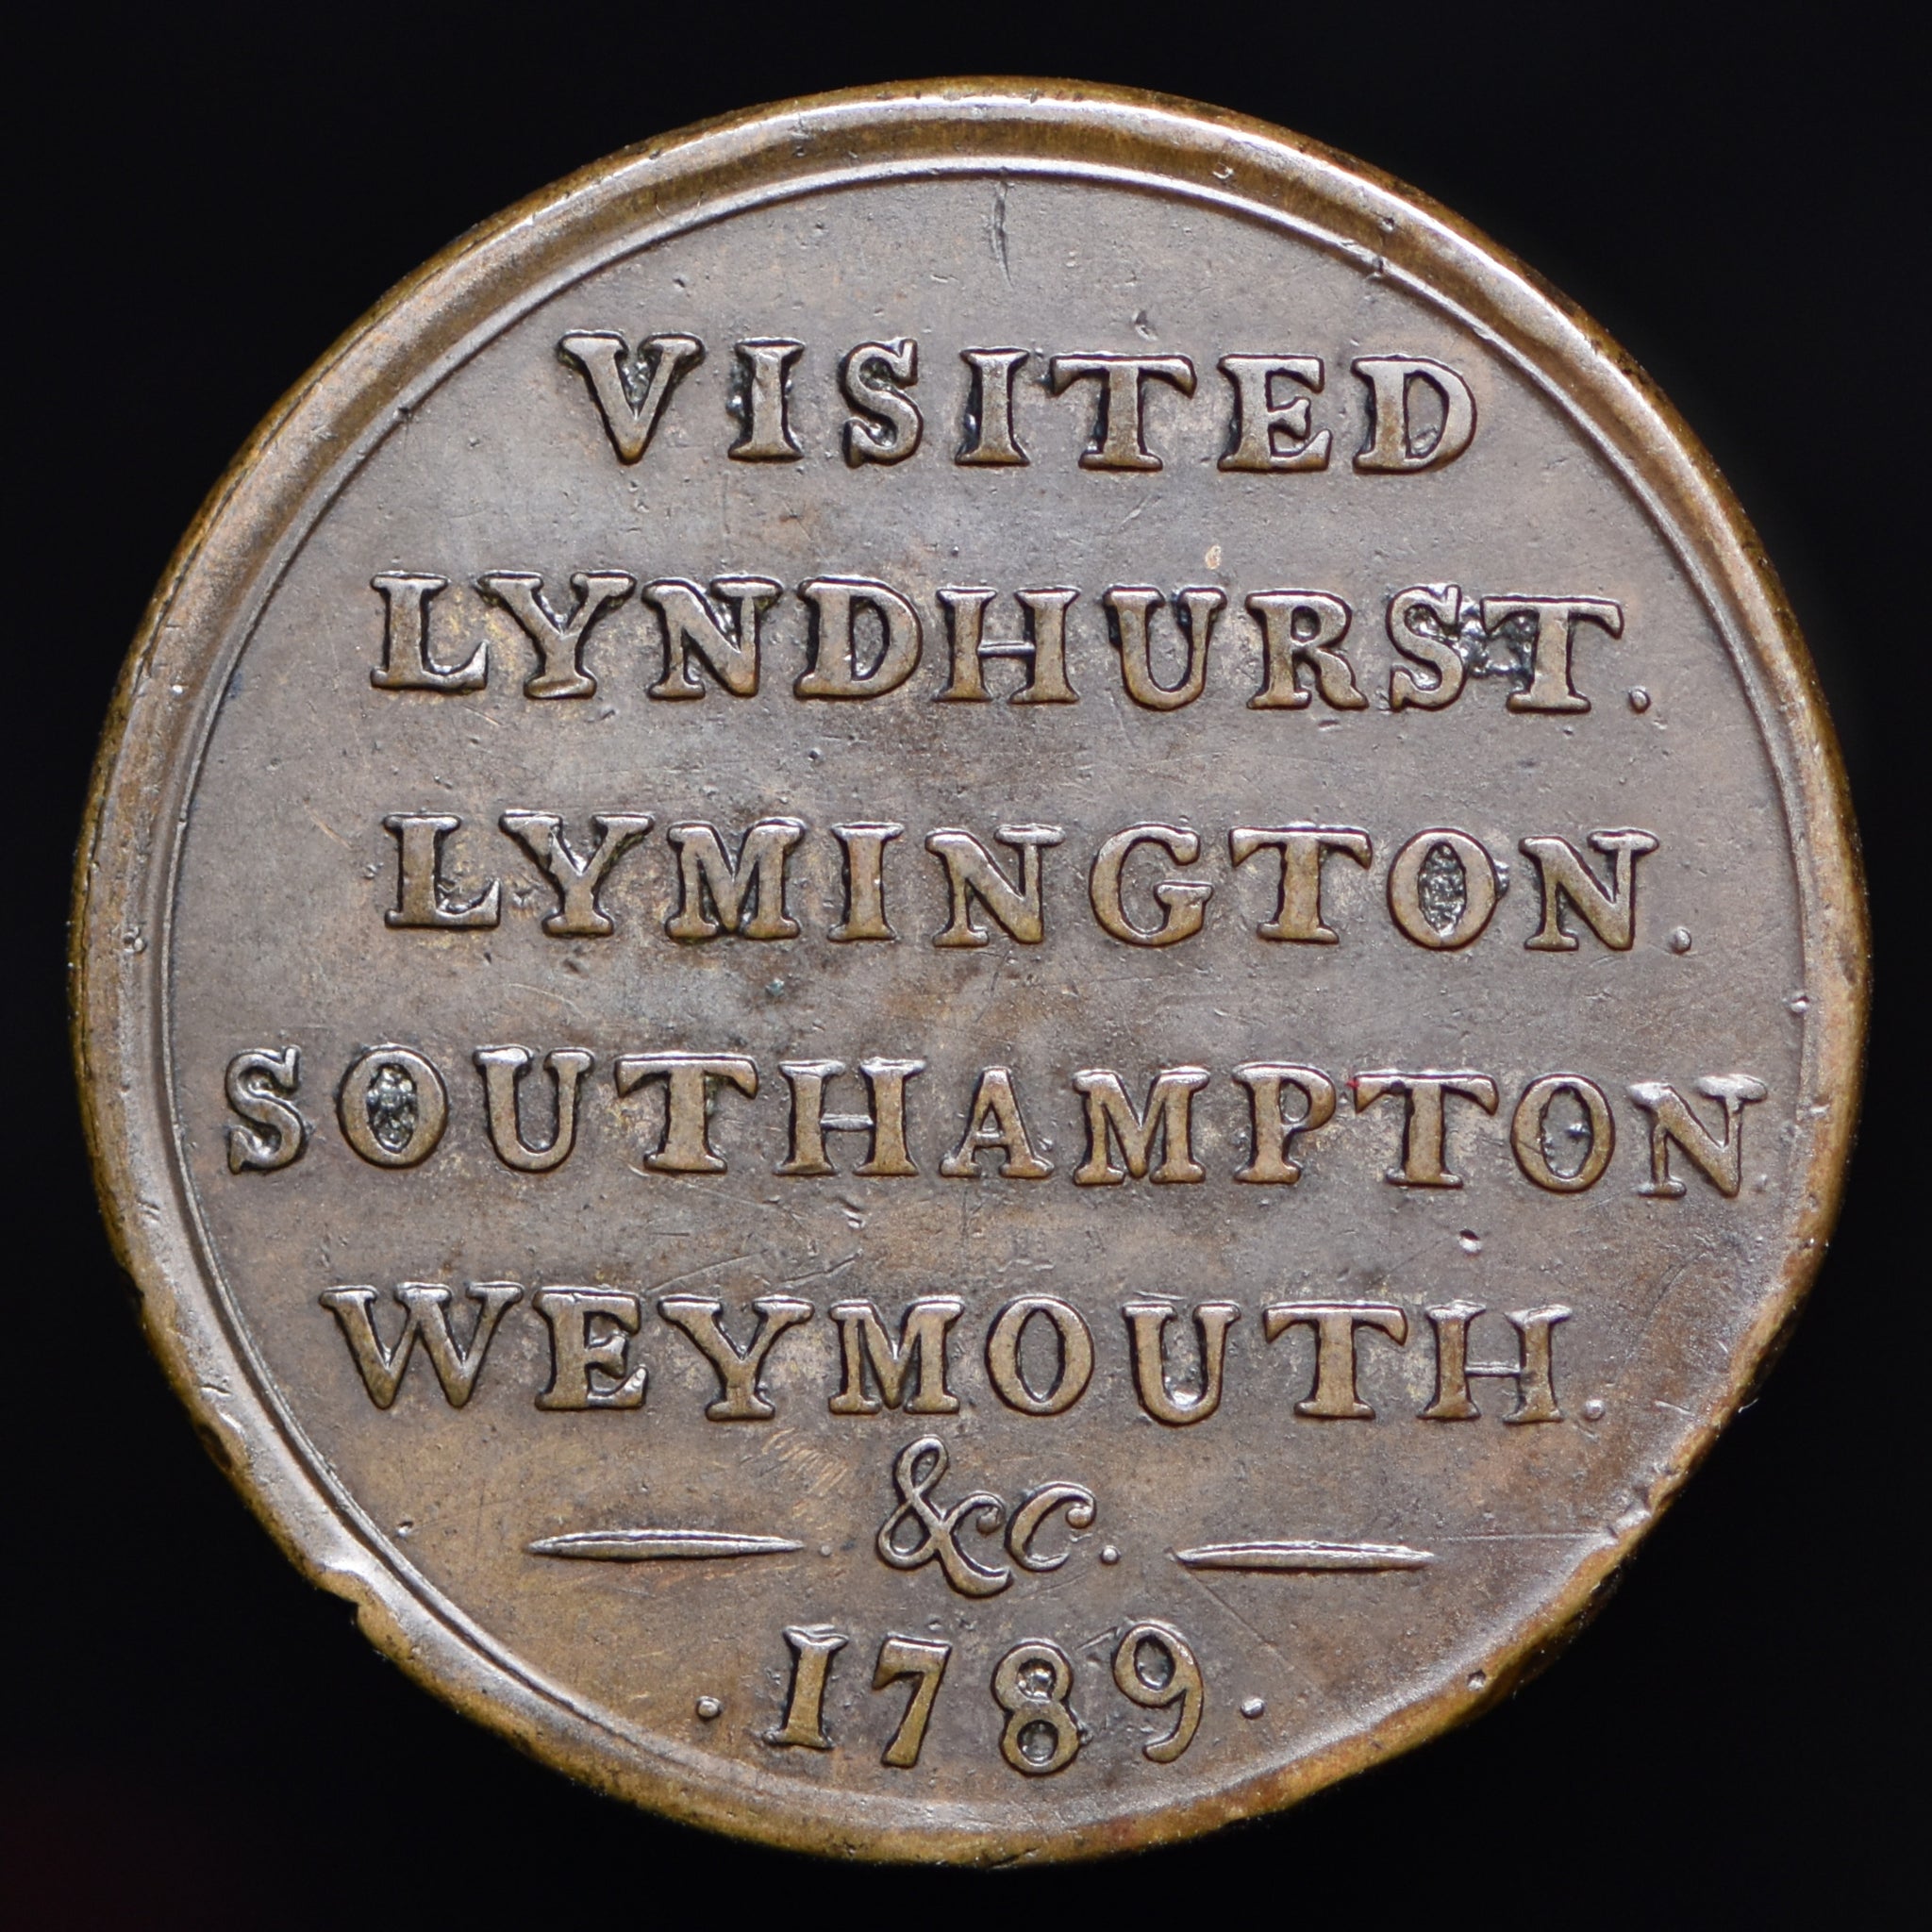 VISITED
LYNDHURST.
LYMINGTON.
SOUTHAMPTON
WEYMOUTH.
&c.
·1789·